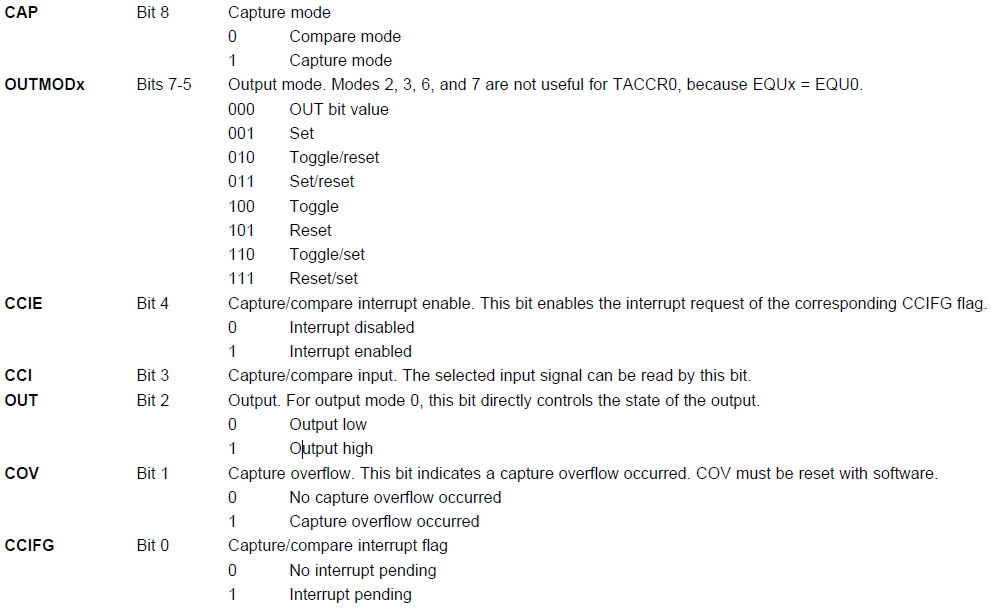 CAP Bit 8 Capture mode
0 Compare mode
1 Capture mode
OUTMODx Bits 7-5 Output mode. Modes 2, 3, 6, and 7 are not useful for TACCR0, because EQUx = EQU0.
000 OUT bit value
001 Set
010 Toggle/reset
011 Set/reset
100 Toggle
101 Reset
110 Toggle/set
111 Reset/set
CCIE Bit 4 Capture/compare interrupt enable. This bit enables the interrupt request of the corresponding CCIFG flag.
0 Interrupt disabled
1 Interrupt enabled
CCI Bit 3 Capture/compare input. The selected input signal can be read by this bit.
OUT Bit 2 Output. For output mode 0, this bit directly controls the state of the output.
0 Output low
1 Output high
COV Bit 1 Capture overflow. This bit indicates a capture overflow occurred. COV must be reset with software.
0 No capture overflow occurred
1 Capture overflow occurred
CCIFG Bit 0 Capture/compare interrupt flag
0 No interrupt pending
1 Interrupt pending